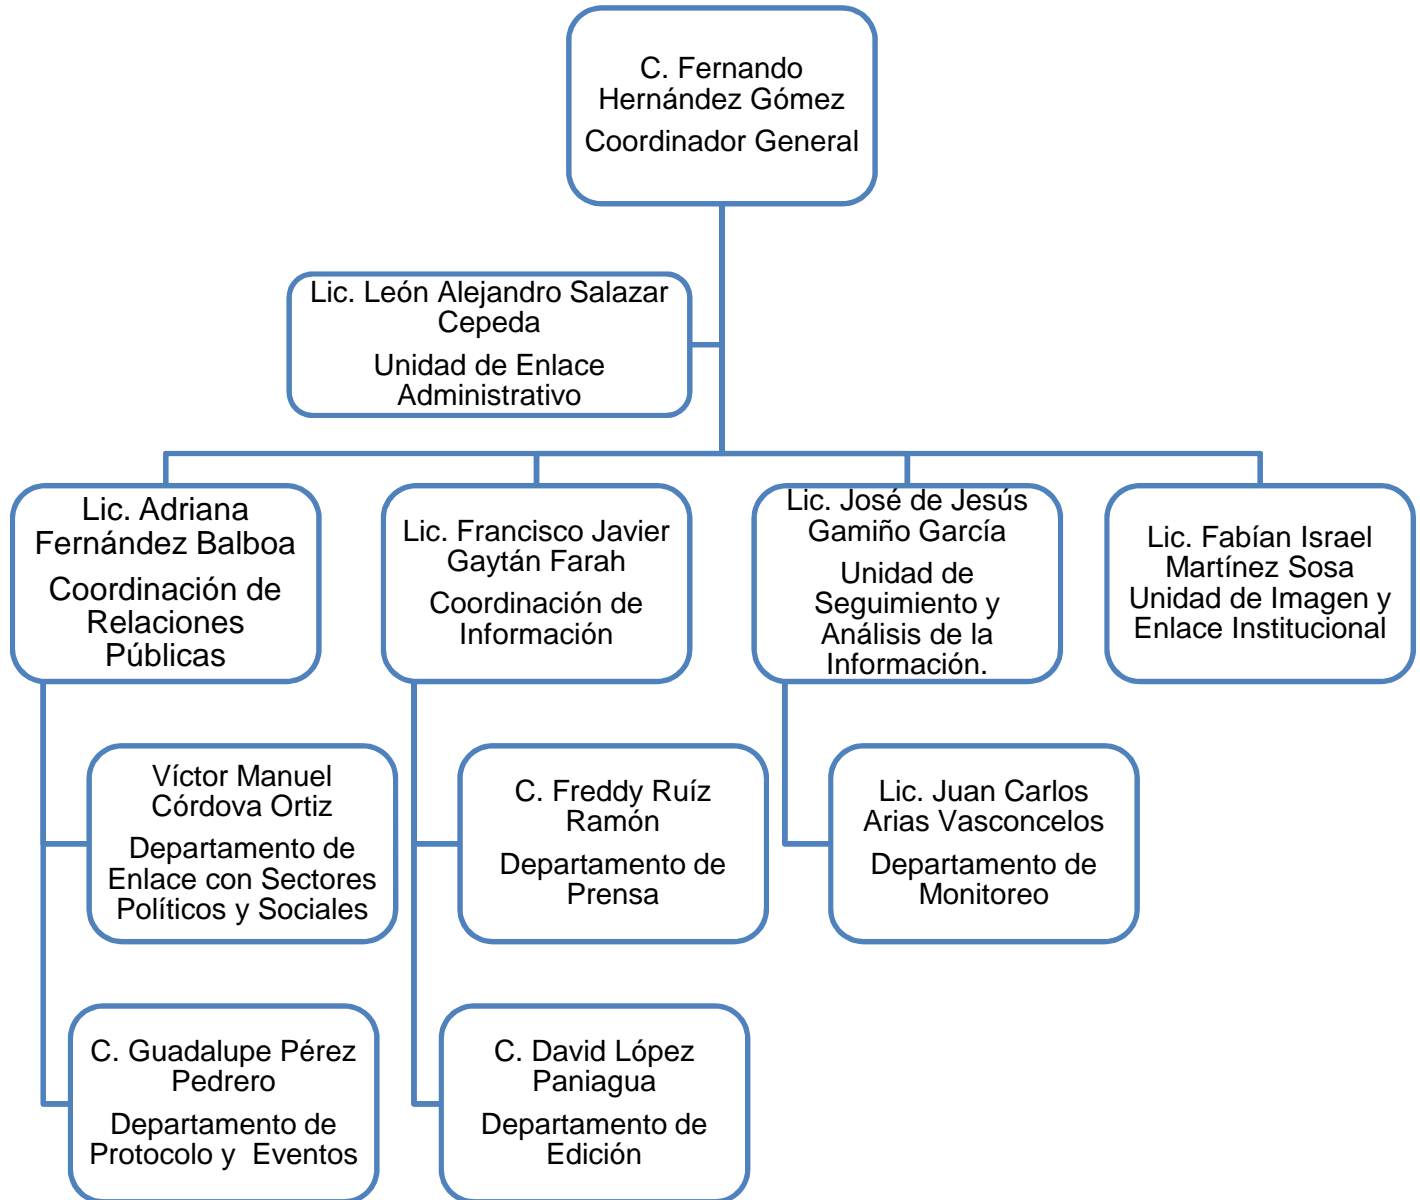 C. Fernando
Hernández Gómez
Coordinador General
Lic. León Alejandro Salazar
Cepeda
Unidad de Enlace
Administrativo
Lic. Adriana
Fernández Balboa
Coordinación de
Relaciones
Públicas
Lic. Francisco Javier
Gaytán Farah
Coordinación de
Información
Lic. José de Jesús
Gamiño García
Unidad de
Seguimiento y
Análisis de la
Información.
Lic. Fabían Israel
Martínez Sosa
Unidad de Imagen y
Enlace Institucional
Víctor Manuel
Córdova Ortiz
Departamento de
Enlace con Sectores
Políticos y Sociales
C. Freddy Ruíz
Ramón
Departamento de
Prensa
Lic. Juan Carlos
Arias Vasconcelos
Departamento de
Monitoreo
C. Guadalupe Pérez
Pedrero
Departamento de
Protocolo y  Eventos
C. David López
Paniagua
Departamento de
Edición